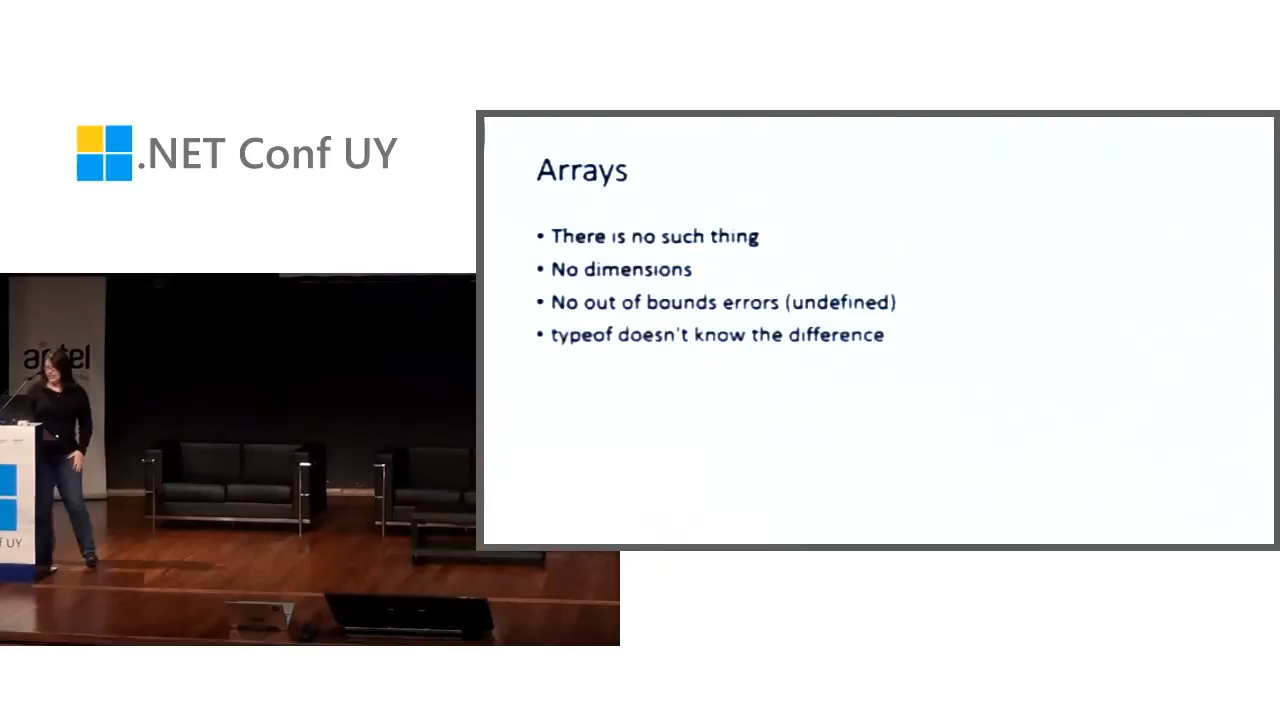 .NET Conf UY
Arrays
• There is no such thing
• No dimensions
• No out of bounds errors (undefined)
• typeof doesn't know the difference
antel
f UY